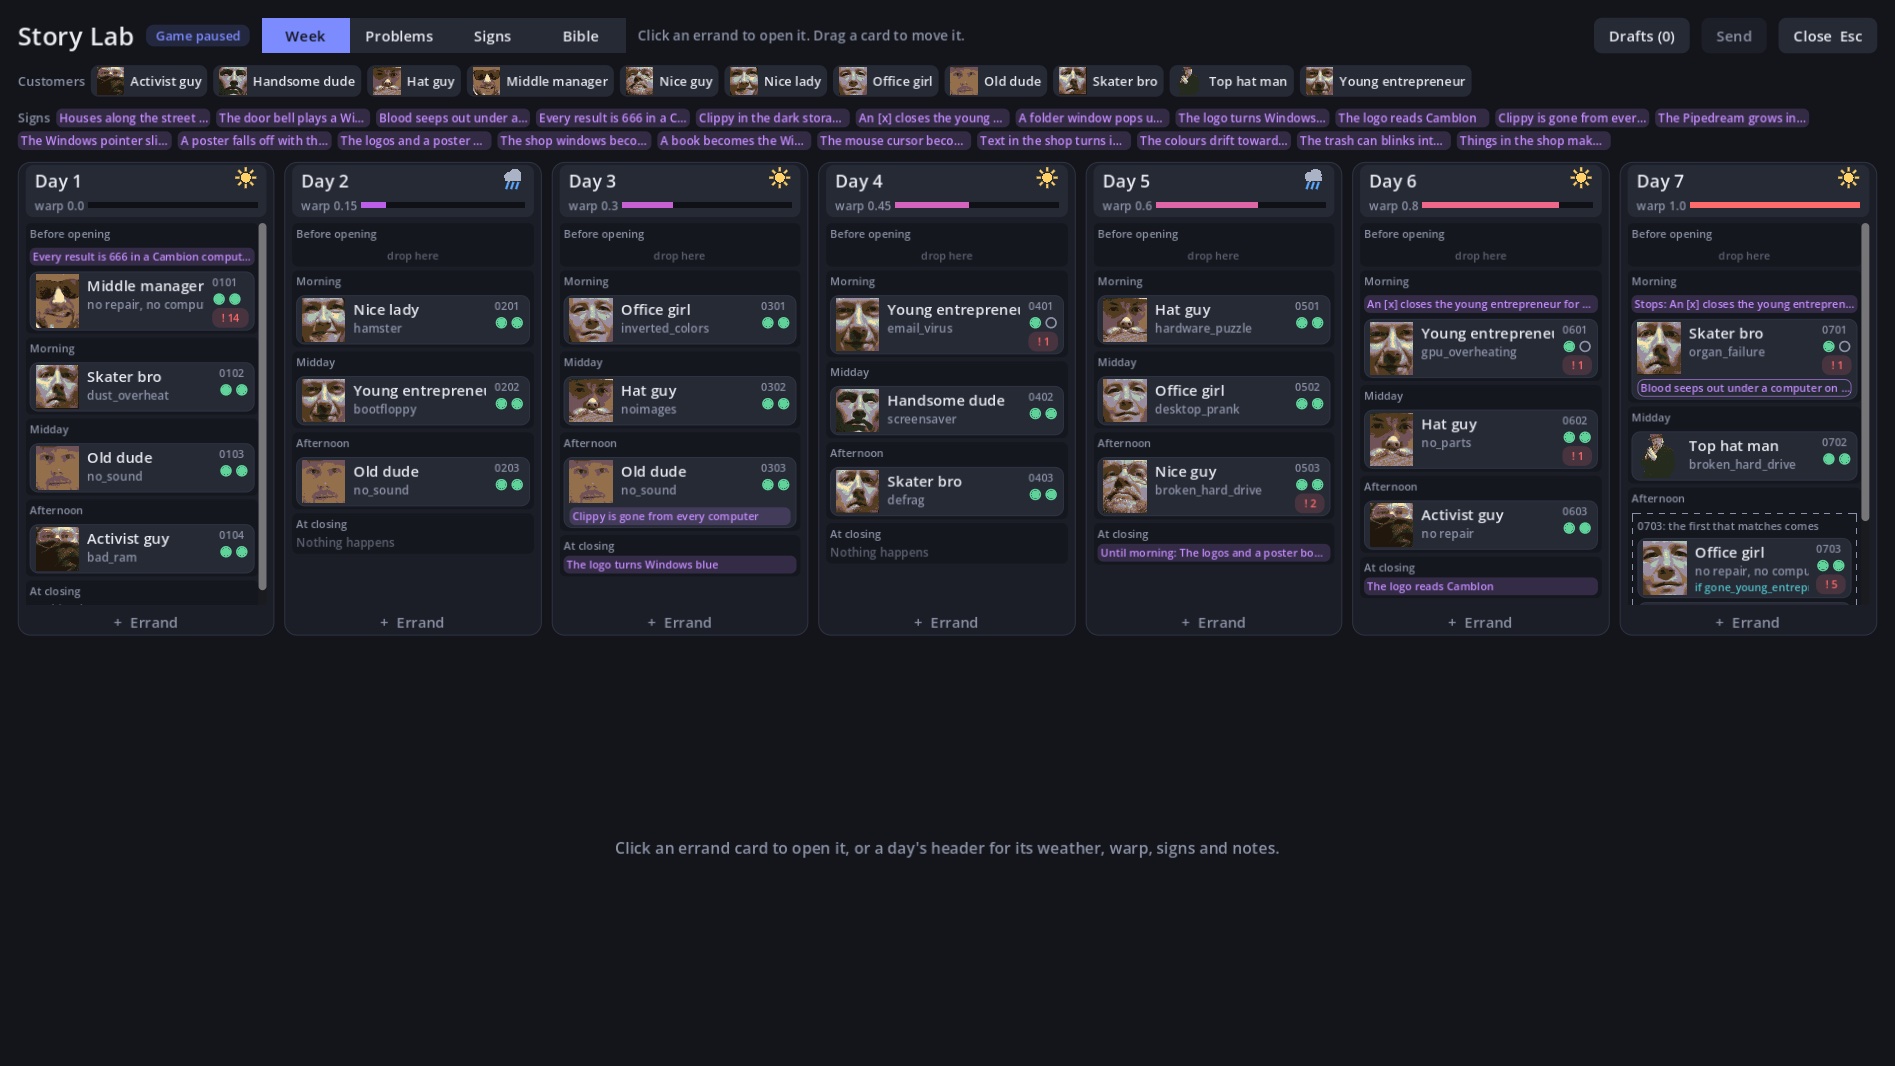 Story Lab
Game paused
Week
Problems
Signs
Bible
Click an errand to open it. Drag a card to move it.
Drafts (0)
Send
Close Esc
Customers
Activist guy
Handsome dude
Hat guy
Middle manager
Nice guy
Nice lady
Office girl
Old dude
Skater bro
Top hat man
Young entrepreneur
Signs
Houses along the street ...
The door bell plays a Wi...
Blood seeps out under a...
Every result is 666 in a C...
Clippy in the dark stora...
An [x] closes the young ...
A folder window pops u...
The logo turns Windows...
The logo reads CambIon
Clippy is gone from ever...
The Pipedream grows in...
The Windows pointer sli...
A poster falls off with th...
The logos and a poster ...
The shop windows beco...
A book becomes the Wi...
The mouse cursor beco...
Text in the shop turns i...
The colours drift toward...
The trash can blinks int...
Things in the shop mak...
Day 1
warp 0.0
Before opening
Every result is 666 in a Cambion comput...
Middle manager
0101
no repair, no compu
! 14
Morning
Skater bro
0102
dust_overheat
Midday
Old dude
0103
no_sound
Afternoon
Activist guy
0104
bad_ram
At closing
+ Errand
Day 2
warp 0.15
Before opening
drop here
Morning
Nice lady
0201
hamster
Midday
Young entrepreneu
0202
bootfloppy
Afternoon
Old dude
0203
no_sound
At closing
Nothing happens
+ Errand
Day 3
warp 0.3
Before opening
drop here
Morning
Office girl
0301
inverted_colors
Midday
Hat guy
0302
noimages
Afternoon
Old dude
0303
no_sound
Clippy is gone from every computer
At closing
The logo turns Windows blue
+ Errand
Day 4
warp 0.45
Before opening
drop here
Morning
Young entrepreneu
0401
email_virus
! 1
Midday
Handsome dude
0402
screensaver
Afternoon
Skater bro
0403
defrag
At closing
Nothing happens
+ Errand
Day 5
warp 0.6
Before opening
drop here
Morning
Hat guy
0501
hardware_puzzle
Midday
Office girl
0502
desktop_prank
Afternoon
Nice guy
0503
broken_hard_drive
! 2
At closing
Until morning: The logos and a poster bo...
+ Errand
Day 6
warp 0.8
Before opening
drop here
Morning
An [x] closes the young entrepreneur for ...
Young entrepreneu
0601
gpu_overheating
! 1
Midday
Hat guy
0602
no_parts
! 1
Afternoon
Activist guy
0603
no repair
At closing
The logo reads CambIon
+ Errand
Day 7
warp 1.0
Before opening
drop here
Morning
Stops: An [x] closes the young entrepren...
Skater bro
0701
organ_failure
! 1
Blood seeps out under a computer on ...
Midday
Top hat man
0702
broken_hard_drive
Afternoon
0703: the first that matches comes
Office girl
0703
no repair, no compu
if gone_young_entrep
! 5
+ Errand
Click an errand card to open it, or a day's header for its weather, warp, signs and notes.